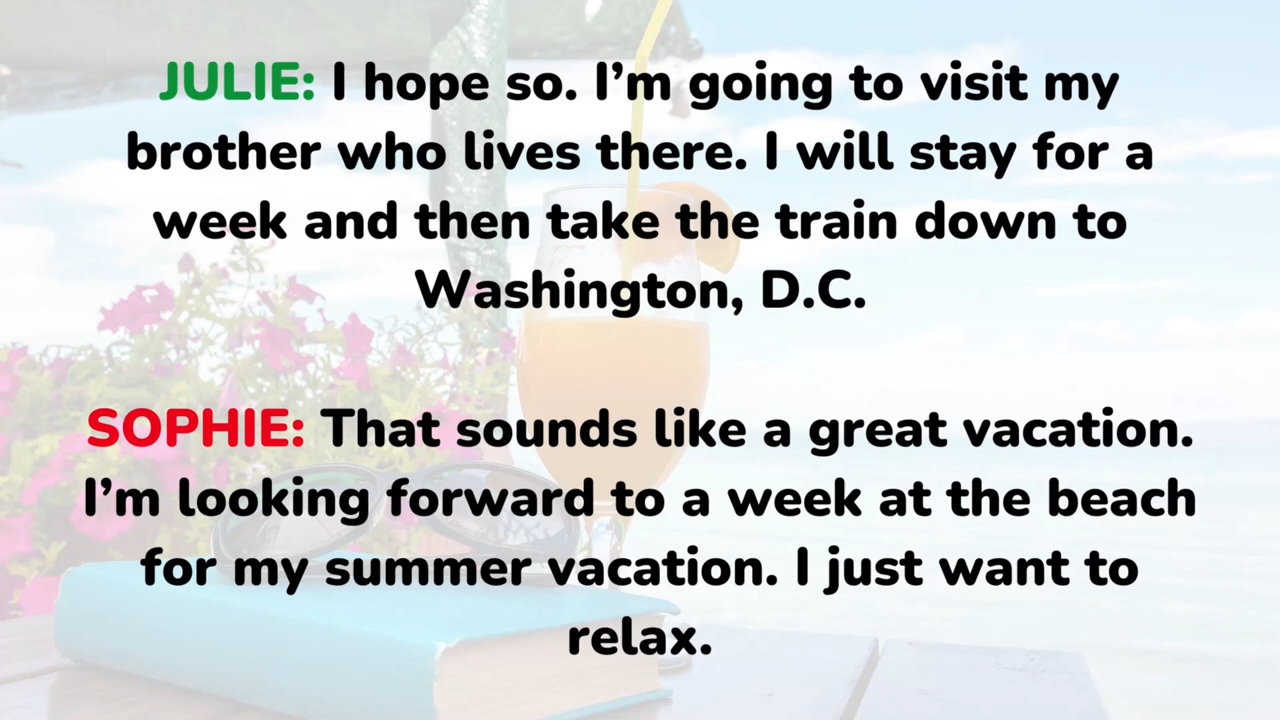 JULIE: I hope so. I’m going to visit my
brother who lives there. I will stay for a
week and then take the train down to
Washington, D.C.
SOPHIE: That sounds like a great vacation.
I’m looking forward to a week at the beach
for my summer vacation. I just want to
relax.